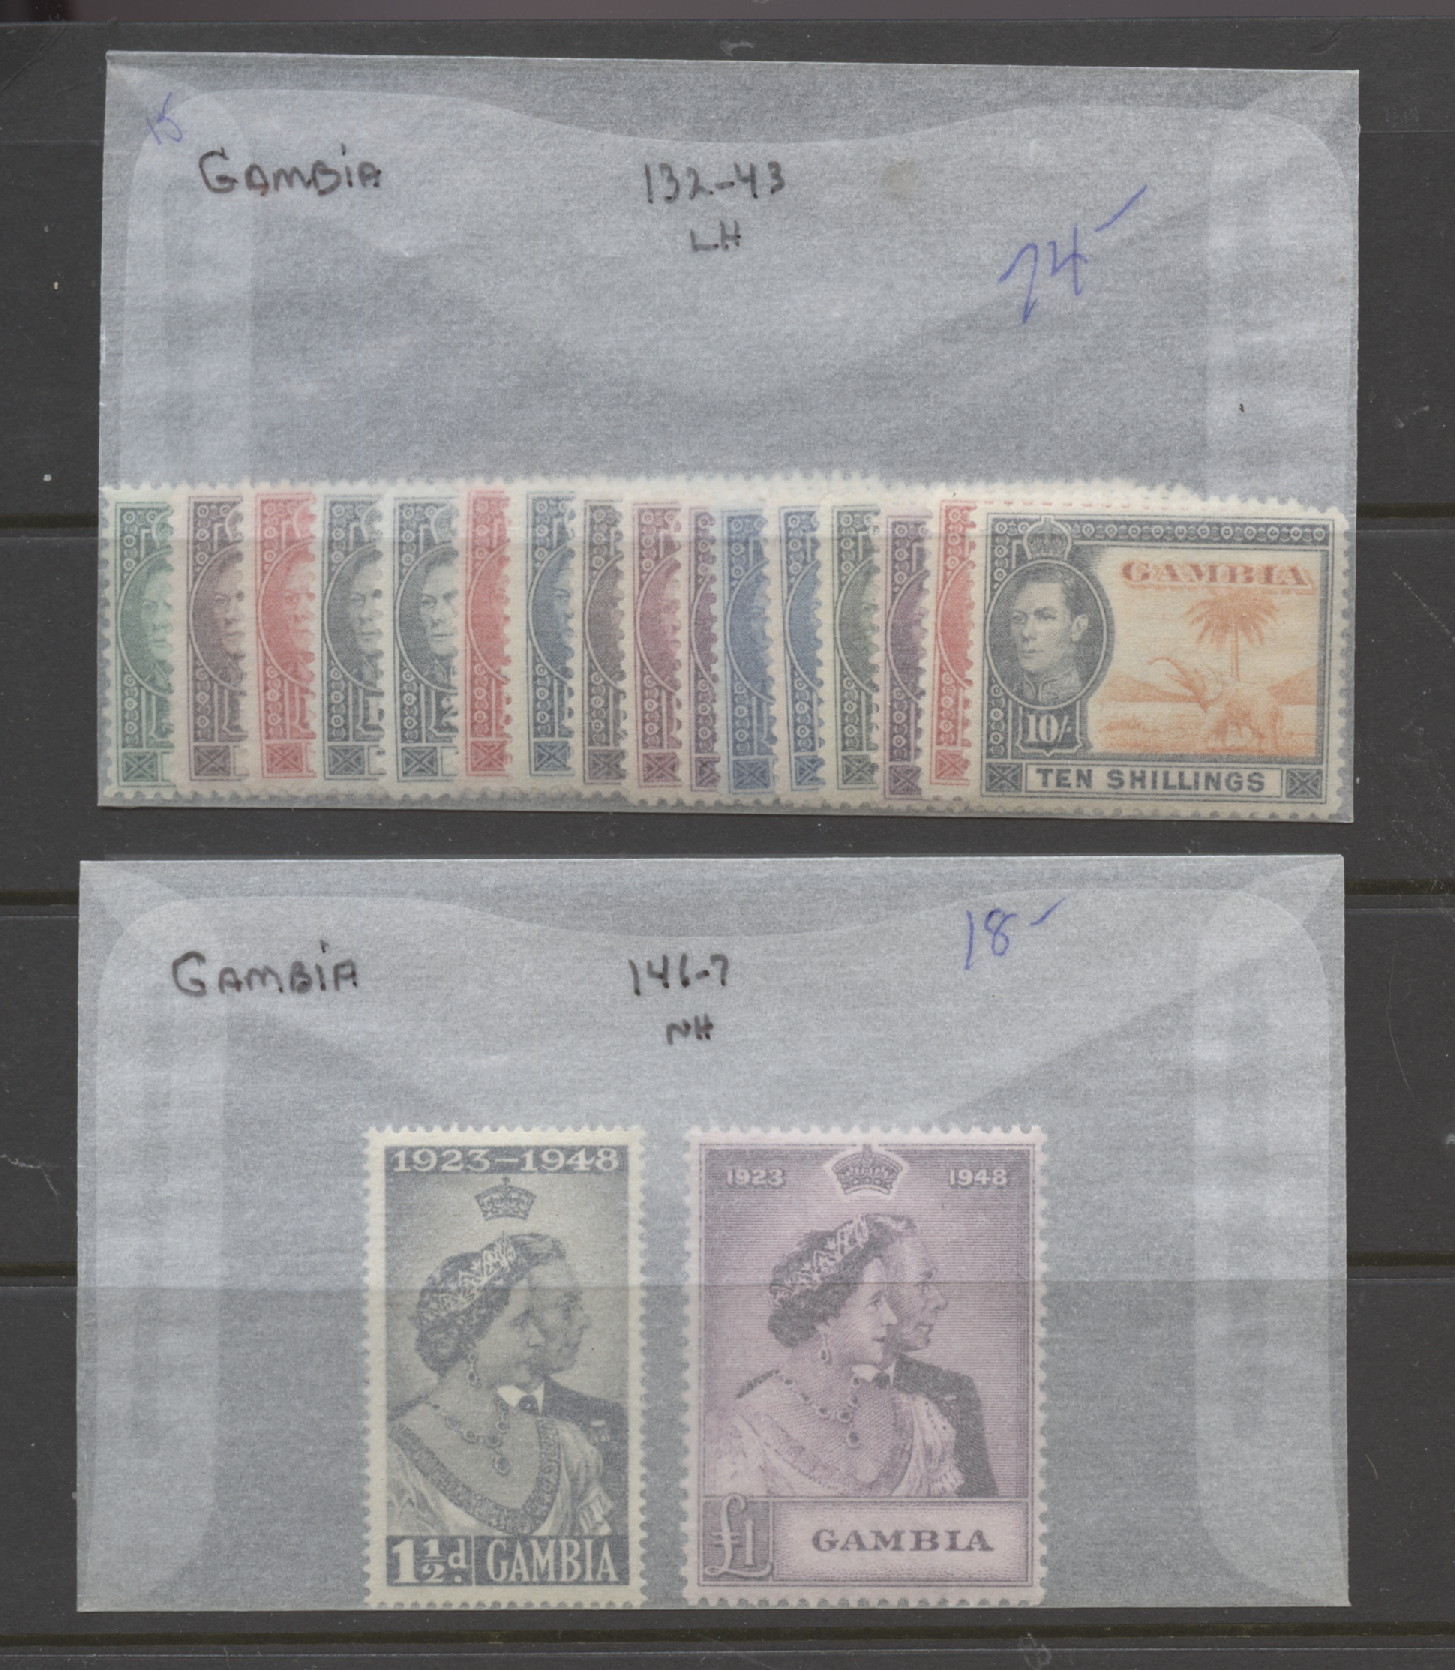 15
GAMBiA
132-43
LH
74-
GAMBIA
10/-
TEN SHILLINGS
GAMBiA
146-7
NH
18-
1923-1948
1½d.
GAMBIA
1923 1948
£1
GAMBIA